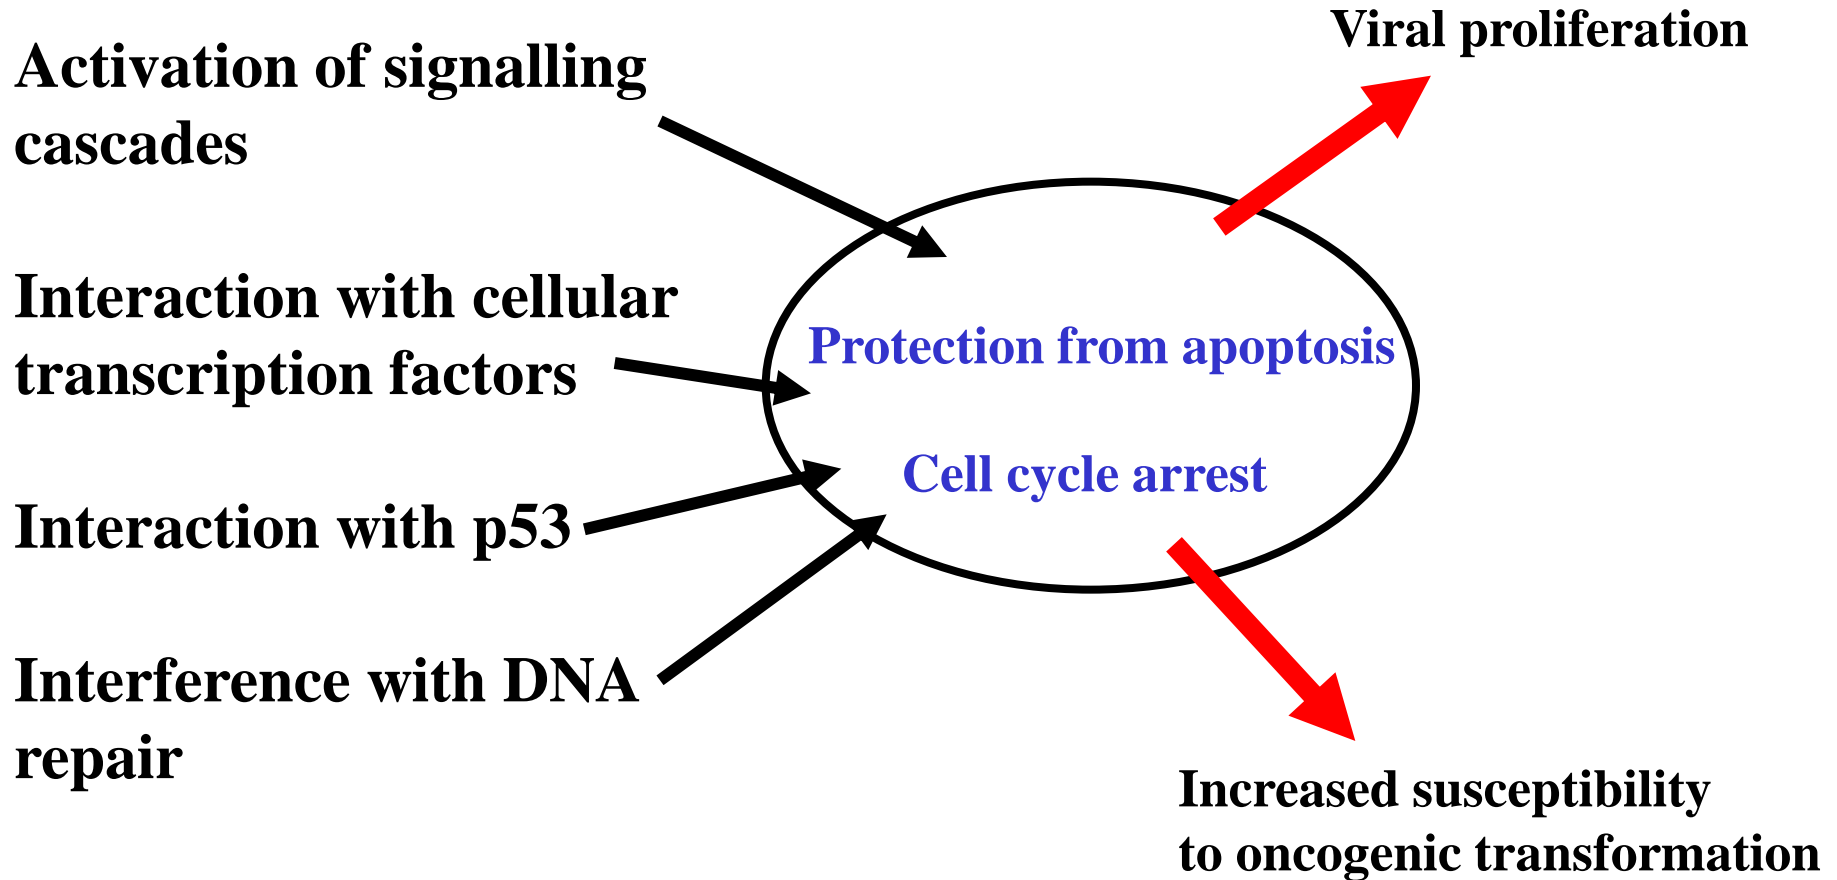 Activation of signalling
cascades
Interaction with cellular
transcription factors
Interaction with p53
Interference with DNA
repair
Protection from apoptosis
Cell cycle arrest
Viral proliferation
Increased susceptibility
to oncogenic transformation